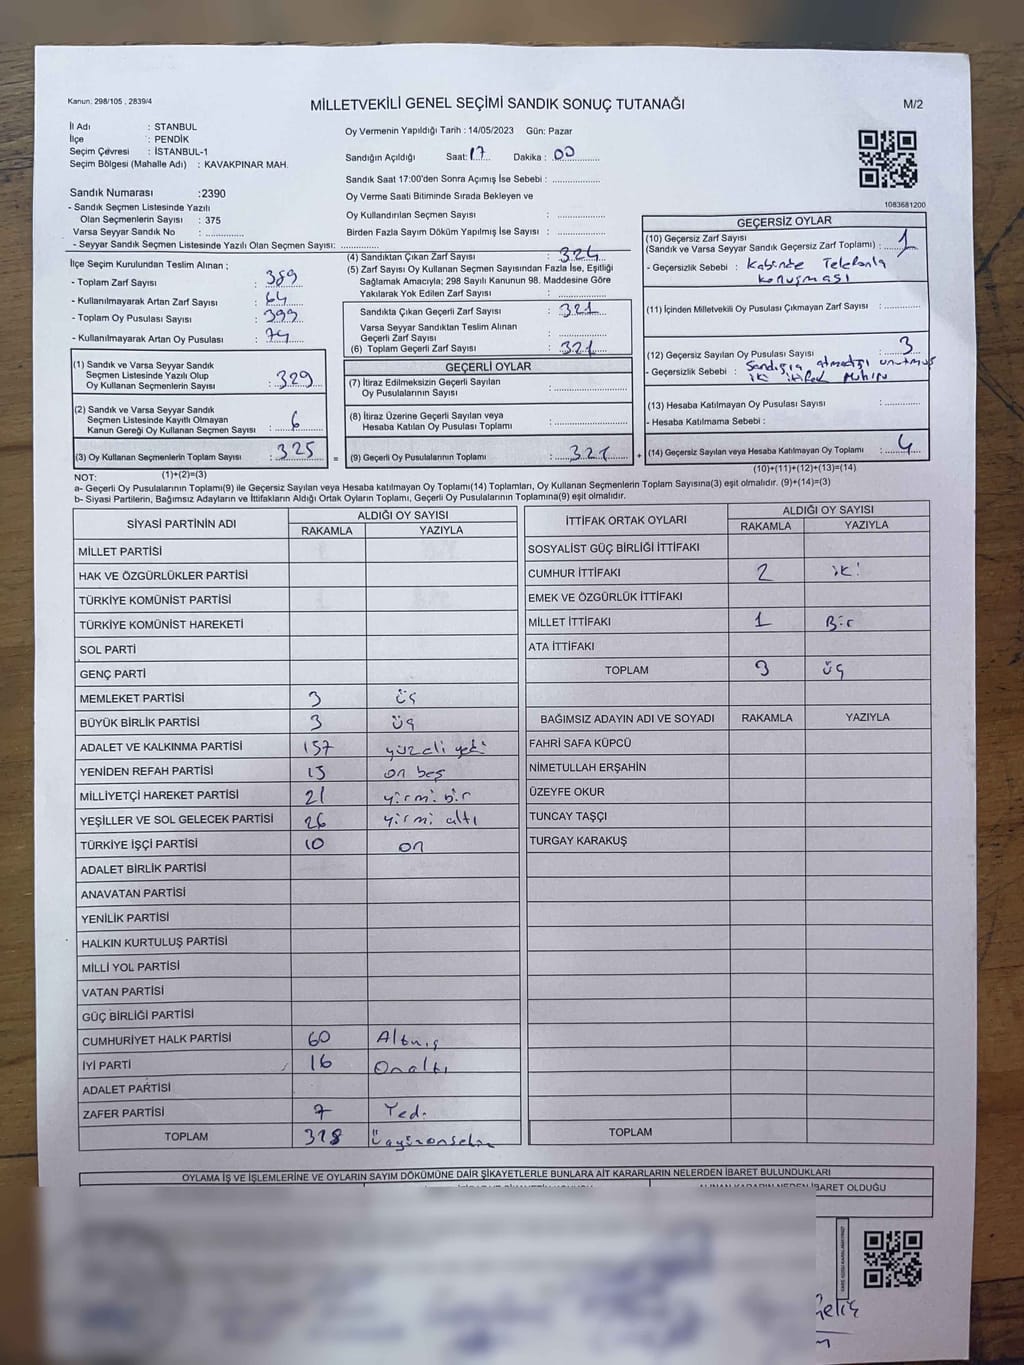 Kanun: 298/105 , 2839/4
MİLLETVEKİLİ GENEL SEÇİMİ SANDIK SONUÇ TUTANAĞI
M/2
İl Adı : STANBUL
İlçe : PENDİK
Seçim Çevresi : İSTANBUL-1
Seçim Bölgesi (Mahalle Adı) : KAVAKPINAR MAH.
Oy Vermenin Yapıldığı Tarih : 14/05/2023 Gün: Pazar
Sandığın Açıldığı Saat: 17 Dakika : 00
Sandık Saat 17:00'den Sonra Açımış İse Sebebi : ..................
Oy Verme Saati Bitiminde Sırada Bekleyen ve
Oy Kullandırılan Seçmen Sayısı : ..................
Birden Fazla Sayım Döküm Yapılmış İse Sayısı : ..................
1083681200
Sandık Numarası :2390
- Sandık Seçmen Listesinde Yazılı
Olan Seçmenlerin Sayısı : 375
Varsa Seyyar Sandık No : ..................
- Seyyar Sandık Seçmen Listesinde Yazılı Olan Seçmen Sayısı: ..................
İlçe Seçim Kurulundan Teslim Alınan ;
- Toplam Zarf Sayısı : 389
- Kullanılmayarak Artan Zarf Sayısı : 64
- Toplam Oy Pusulası Sayısı : 399
- Kullanılmayarak Artan Oy Pusulası : 74
(1) Sandık ve Varsa Seyyar Sandık
Seçmen Listesinde Yazılı Olup
Oy Kullanan Seçmenlerin Sayısı : 329
(2) Sandık ve Varsa Seyyar Sandık
Seçmen Listesinde Kayıtlı Olmayan
Kanun Gereği Oy Kullanan Seçmen Sayısı : 6
(3) Oy Kullanan Seçmenlerin Toplam Sayısı : 325 =
(1)+(2)=(3)
(4) Sandıktan Çıkan Zarf Sayısı : 324
(5) Zarf Sayısı Oy Kullanan Seçmen Sayısından Fazla İse, Eşitliği
Sağlamak Amacıyla; 298 Sayılı Kanunun 98. Maddesine Göre
Yakılarak Yok Edilen Zarf Sayısı : ..................
Sandıkta Çıkan Geçerli Zarf Sayısı : 321
Varsa Seyyar Sandıktan Teslim Alınan
Geçerli Zarf Sayısı : ..................
(6) Toplam Geçerli Zarf Sayısı : 321
GEÇERLİ OYLAR
(7) İtiraz Edilmeksizin Geçerli Sayılan
Oy Pusulalarının Sayısı : ..................
(8) İtiraz Üzerine Geçerli Sayılan veya
Hesaba Katılan Oy Pusulası Toplamı : ..................
(9) Geçerli Oy Pusulalarının Toplamı : 321 +
GEÇERSİZ OYLAR
(10) Geçersiz Zarf Sayısı
(Sandık ve Varsa Seyyar Sandık Geçersiz Zarf Toplamı) : 1
- Geçersizlik Sebebi : Kabinde Telefonla
Konuşması
(11) İçinden Milletvekili Oy Pusulası Çıkmayan Zarf Sayısı : ............
(12) Geçersiz Sayılan Oy Pusulası Sayısı : 3
- Geçersizlik Sebebi : Sandığa atmadığı unutmuş
iki ittifak
(13) Hesaba Katılmayan Oy Pusulası Sayısı : ............
- Hesaba Katılmama Sebebi :
(14) Geçersiz Sayılan veya Hesaba Katılmayan Oy Toplamı : 4
(10)+(11)+(12)+(13)=(14)
NOT:
a- Geçerli Oy Pusulalarının Toplamı(9) ile Geçersiz Sayılan veya Hesaba katılmayan Oy Toplamı(14) Toplamları, Oy Kullanan Seçmenlerin Toplam Sayısına(3) eşit olmalıdır. (9)+(14)=(3)
b- Siyasi Partilerin, Bağımsız Adayların ve İttifakların Aldığı Ortak Oyların Toplamı, Geçerli Oy Pusulalarının Toplamına(9) eşit olmalıdır.
SİYASİ PARTİNİN ADI ALDIĞI OY SAYISI
RAKAMLA YAZIYLA
MİLLET PARTİSİ
HAK VE ÖZGÜRLÜKLER PARTİSİ
TÜRKİYE KOMÜNİST PARTİSİ
TÜRKİYE KOMÜNİST HAREKETİ
SOL PARTİ
GENÇ PARTİ
MEMLEKET PARTİSİ 3 üç
BÜYÜK BİRLİK PARTİSİ 3 üç
ADALET VE KALKINMA PARTİSİ 157 yüzelli yedi
YENİDEN REFAH PARTİSİ 15 on beş
MİLLİYETÇİ HAREKET PARTİSİ 21 yirmi bir
YEŞİLLER VE SOL GELECEK PARTİSİ 26 yirmi altı
TÜRKİYE İŞÇİ PARTİSİ 10 on
ADALET BİRLİK PARTİSİ
ANAVATAN PARTİSİ
YENİLİK PARTİSİ
HALKIN KURTULUŞ PARTİSİ
MİLLİ YOL PARTİSİ
VATAN PARTİSİ
GÜÇ BİRLİĞİ PARTİSİ
CUMHURİYET HALK PARTİSİ 60 Altmış
İYİ PARTİ 16 Onaltı
ADALET PARTİSİ
ZAFER PARTİSİ 7 Yedi
TOPLAM 318 Üçyüzonsekiz
İTTİFAK ORTAK OYLARI ALDIĞI OY SAYISI
RAKAMLA YAZIYLA
SOSYALİST GÜÇ BİRLİĞİ İTTİFAKI
CUMHUR İTTİFAKI 2 iki
EMEK VE ÖZGÜRLÜK İTTİFAKI
MİLLET İTTİFAKI 1 Bir
ATA İTTİFAKI
TOPLAM 3 üç
BAĞIMSIZ ADAYIN ADI VE SOYADI RAKAMLA YAZIYLA
FAHRİ SAFA KÜPCÜ
NİMETULLAH ERŞAHİN
ÜZEYFE OKUR
TUNCAY TAŞÇI
TURGAY KARAKUŞ
TOPLAM
OYLAMA İŞ VE İŞLEMLERİNE VE OYLARIN SAYIM DÖKÜMÜNE DAİR ŞİKAYETLERLE BUNLARA AİT KARARLARIN NELERDEN İBARET BULUNDUKLARI
ALINAN KARARIN NEDEN İBARET OLDUĞU